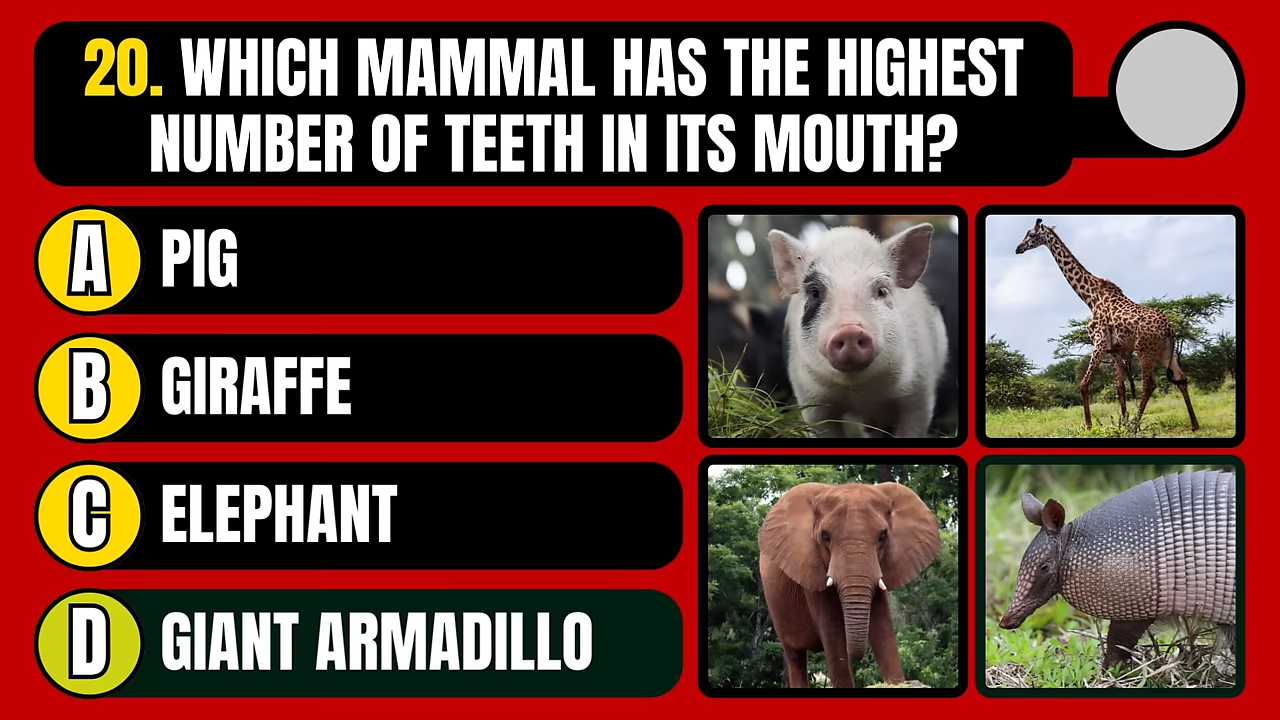 20. WHICH MAMMAL HAS THE HIGHEST
NUMBER OF TEETH IN ITS MOUTH?
A PIG
B GIRAFFE
C ELEPHANT
D GIANT ARMADILLO